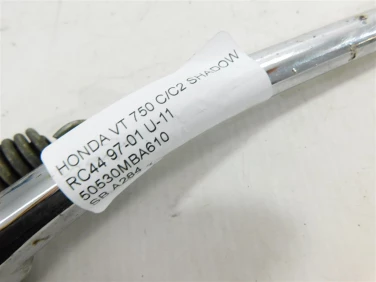 HONDA VT 750 C/C2 SHADOW
RC44 97-01 U-11
50530MBA610